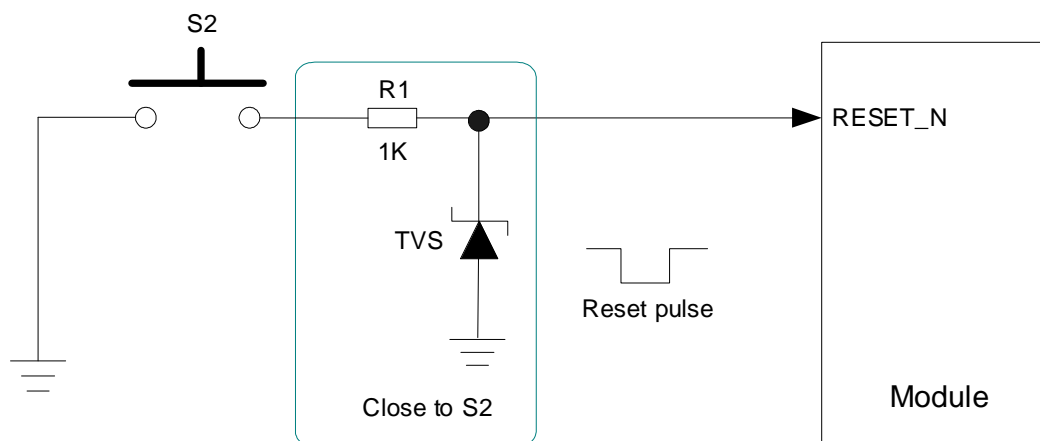 S2
R1
1K
RESET_N
TVS
Reset pulse
Close to S2
Module